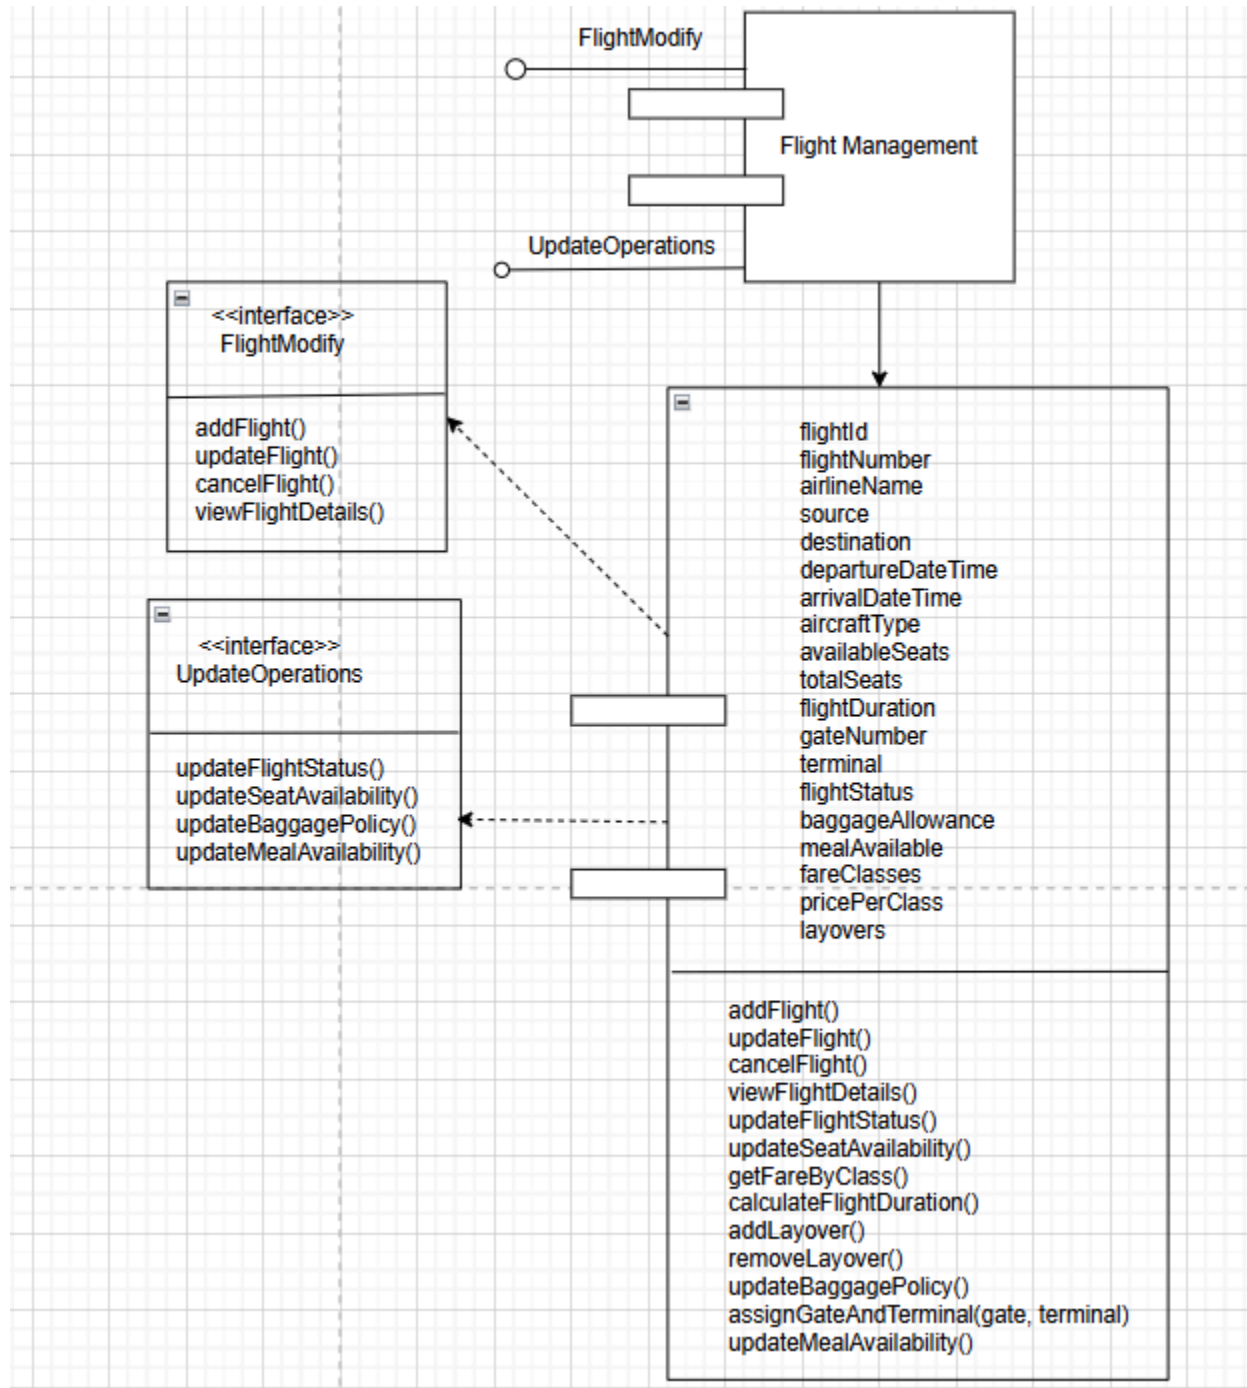 FlightModify
Flight Management
UpdateOperations
<<interface>>
FlightModify
addFlight()
updateFlight()
cancelFlight()
viewFlightDetails()
<<interface>>
UpdateOperations
updateFlightStatus()
updateSeatAvailability()
updateBaggagePolicy()
updateMealAvailability()
flightId
flightNumber
airlineName
source
destination
departureDateTime
arrivalDateTime
aircraftType
availableSeats
totalSeats
flightDuration
gateNumber
terminal
flightStatus
baggageAllowance
mealAvailable
fareClasses
pricePerClass
layovers
addFlight()
updateFlight()
cancelFlight()
viewFlightDetails()
updateFlightStatus()
updateSeatAvailability()
getFareByClass()
calculateFlightDuration()
addLayover()
removeLayover()
updateBaggagePolicy()
assignGateAndTerminal(gate, terminal)
updateMealAvailability()